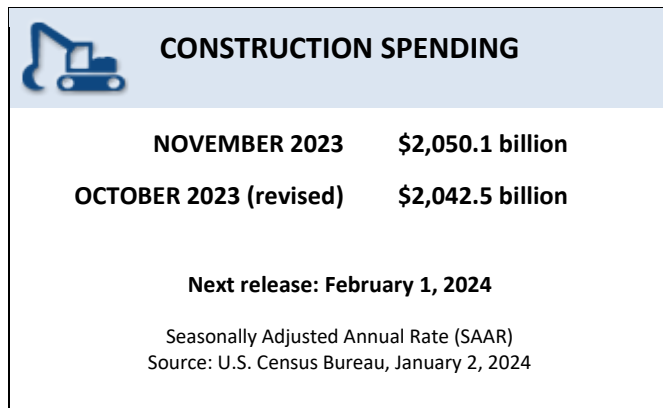 CONSTRUCTION SPENDING
NOVEMBER 2023 $2,050.1 billion
OCTOBER 2023 (revised) $2,042.5 billion
Next release: February 1, 2024
Seasonally Adjusted Annual Rate (SAAR)
Source: U.S. Census Bureau, January 2, 2024